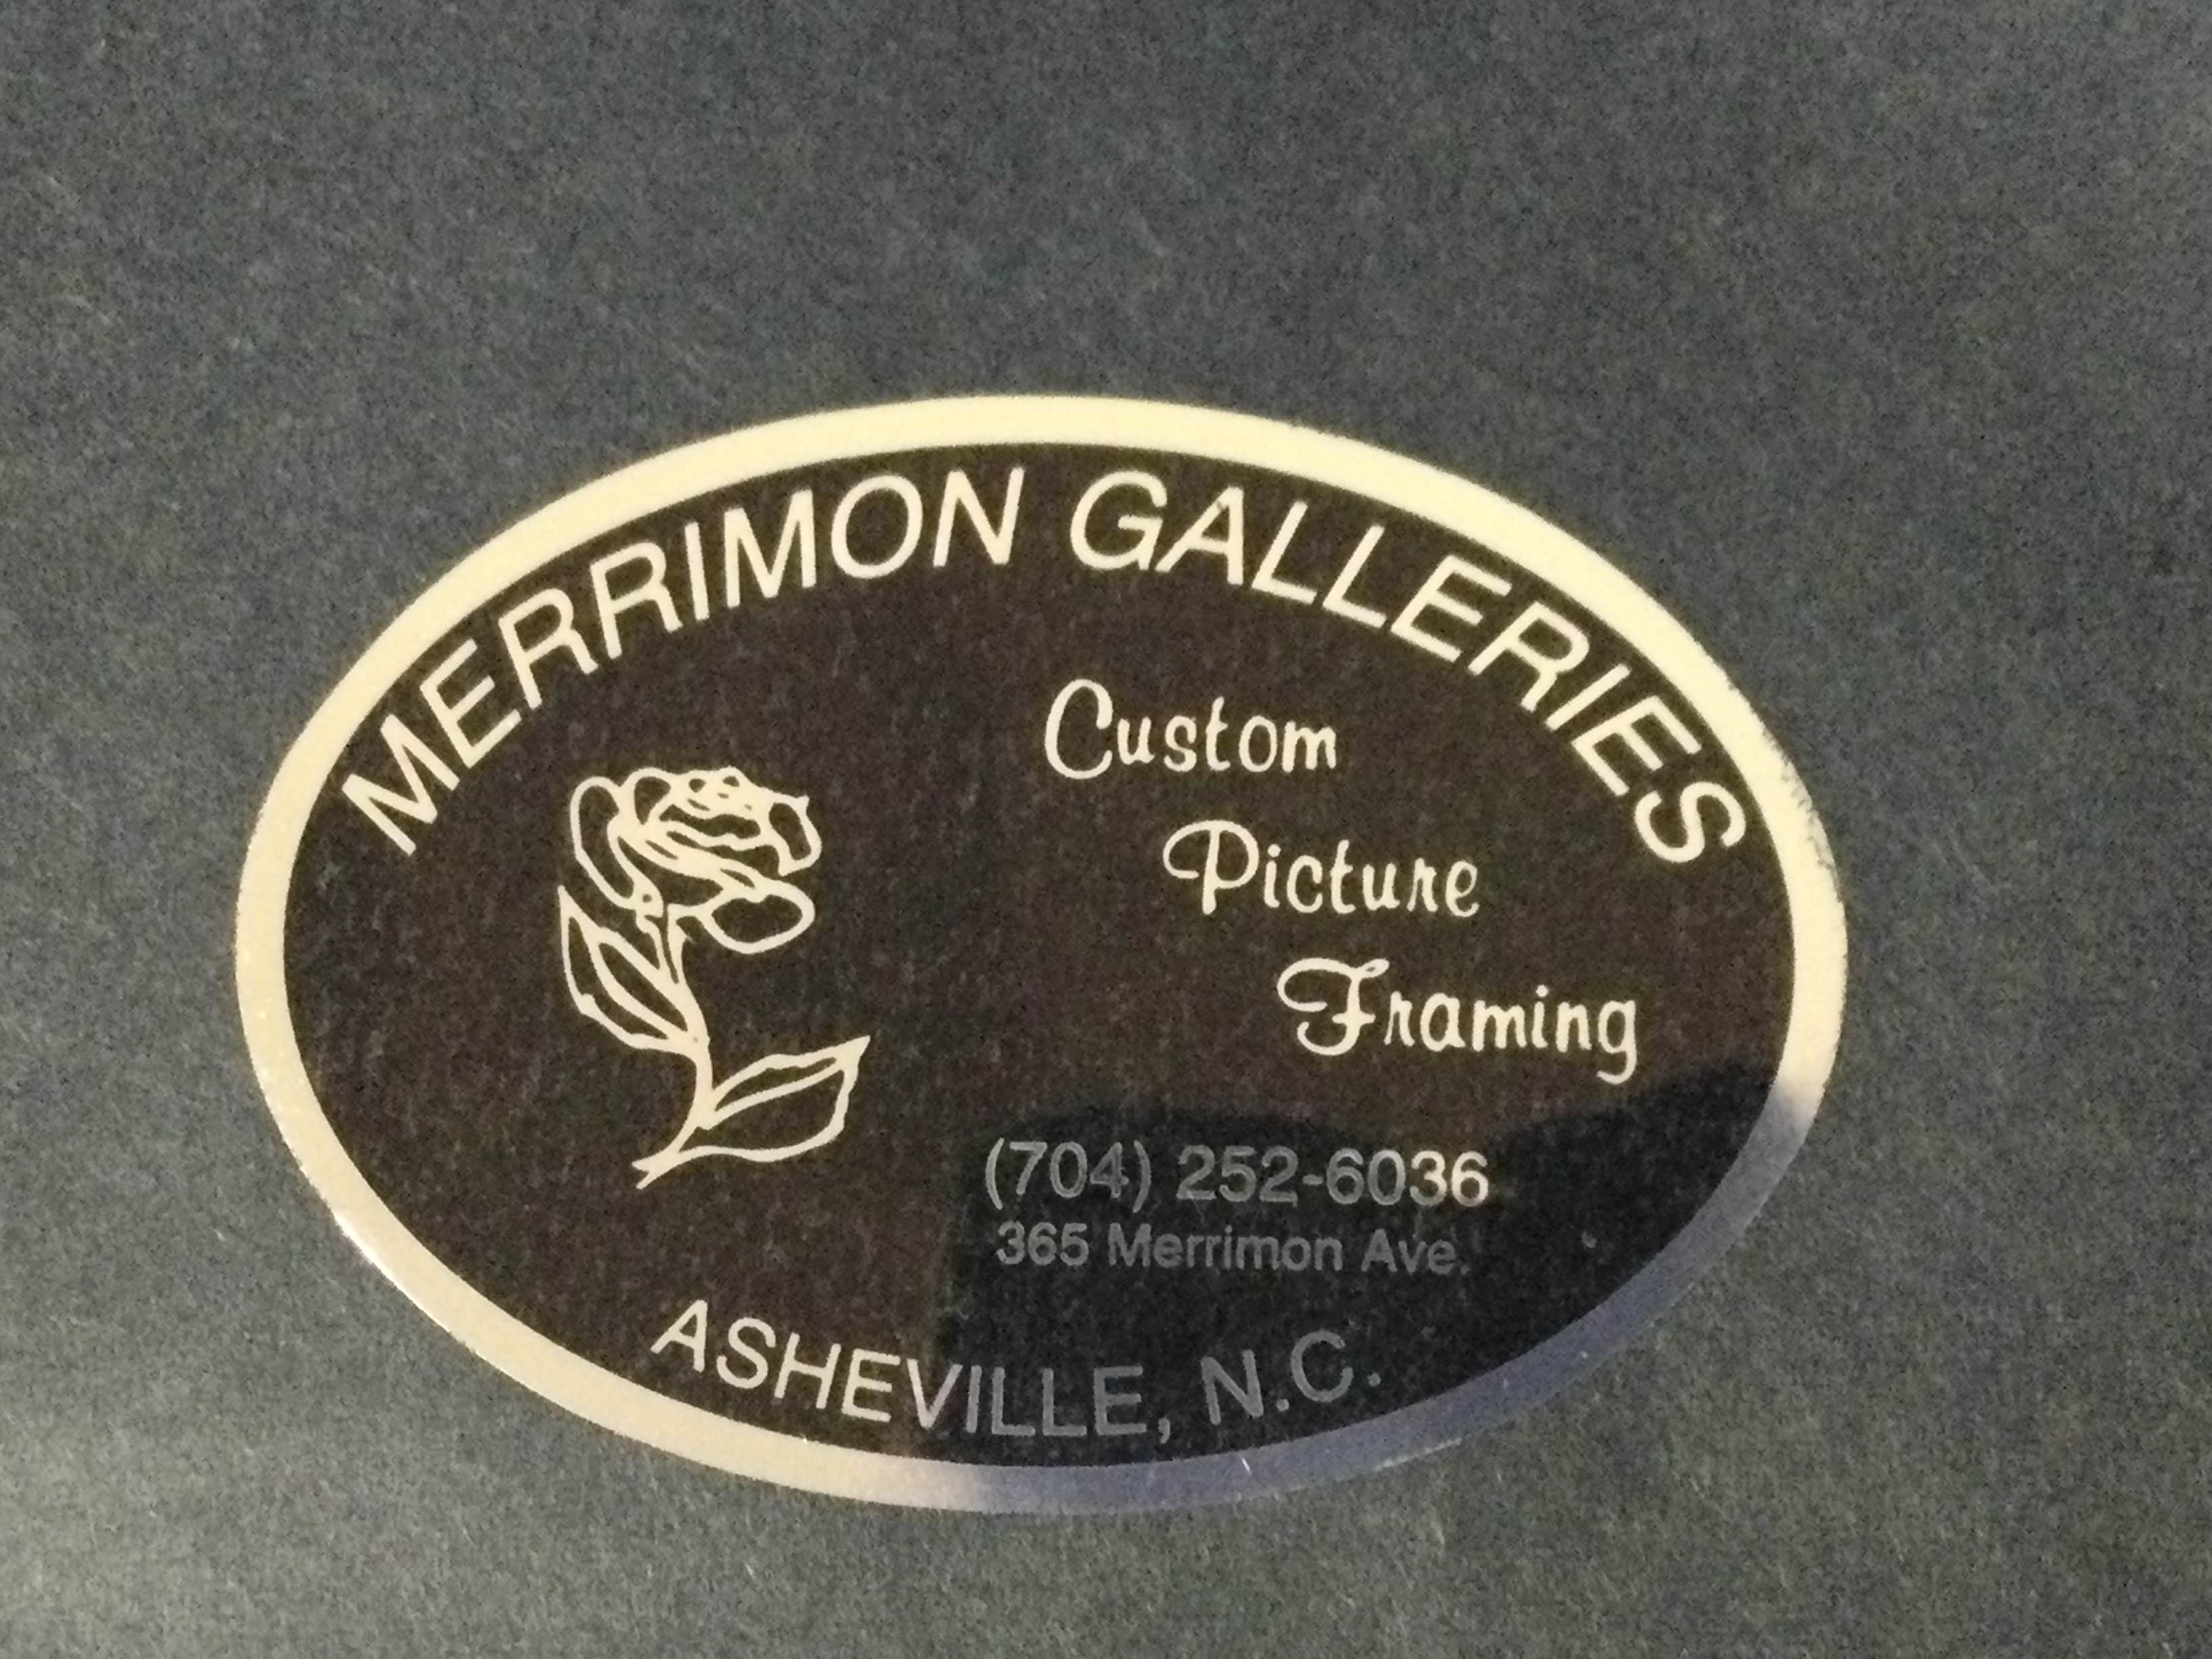 MERRIMON GALLERIES
Custom
Picture
Framing
(704) 252-6036
365 Merrimon Ave.
ASHEVILLE, N.C.